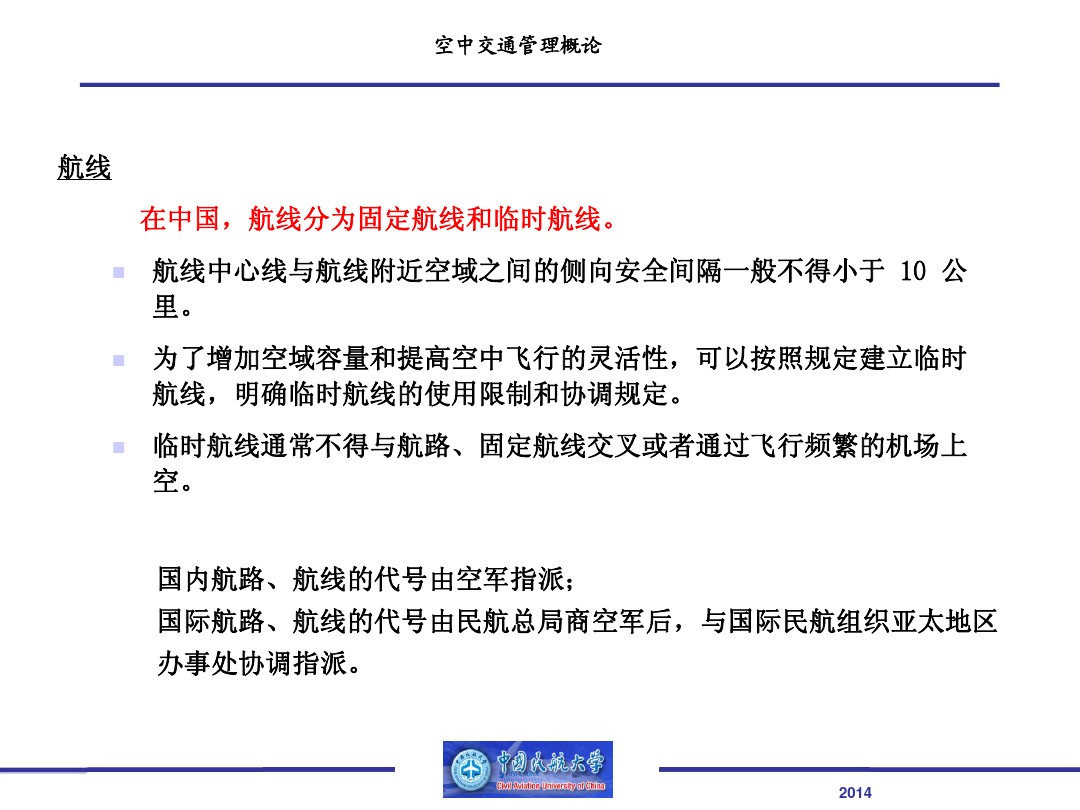 空中交通管理概论
航线
在中国，航线分为固定航线和临时航线。
航线中心线与航线附近空域之间的侧向安全间隔一般不得小于 10 公
里。
为了增加空域容量和提高空中飞行的灵活性，可以按照规定建立临时
航线，明确临时航线的使用限制和协调规定。
临时航线通常不得与航路、固定航线交叉或者通过飞行频繁的机场上
空。
国内航路、航线的代号由空军指派；
国际航路、航线的代号由民航总局商空军后，与国际民航组织亚太地区
办事处协调指派。
中国民航大学
Civil Aviation University of China
2014